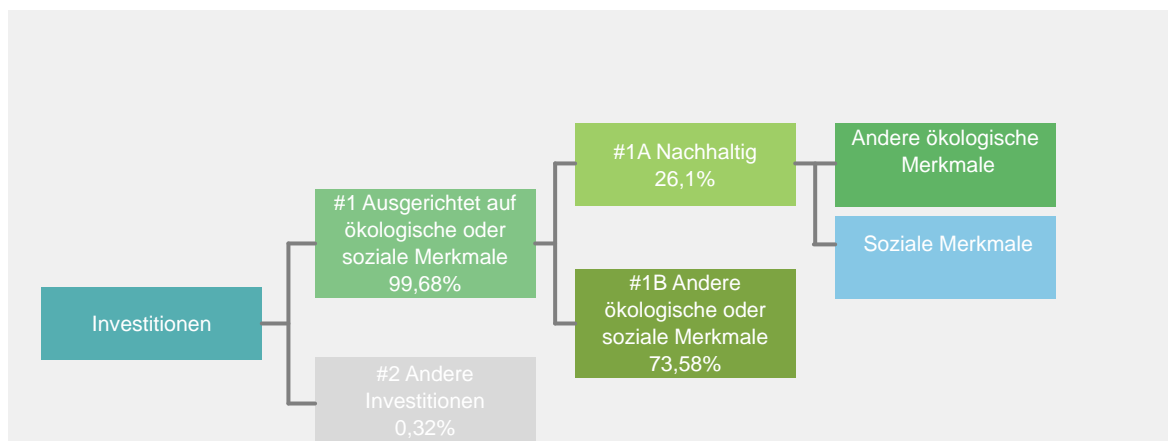 Investitionen
#1 Ausgerichtet auf
ökologische oder
soziale Merkmale
99,68%
#2 Andere
Investitionen
0,32%
#1A Nachhaltig
26,1%
#1B Andere
ökologische oder
soziale Merkmale
73,58%
Andere ökologische
Merkmale
Soziale Merkmale